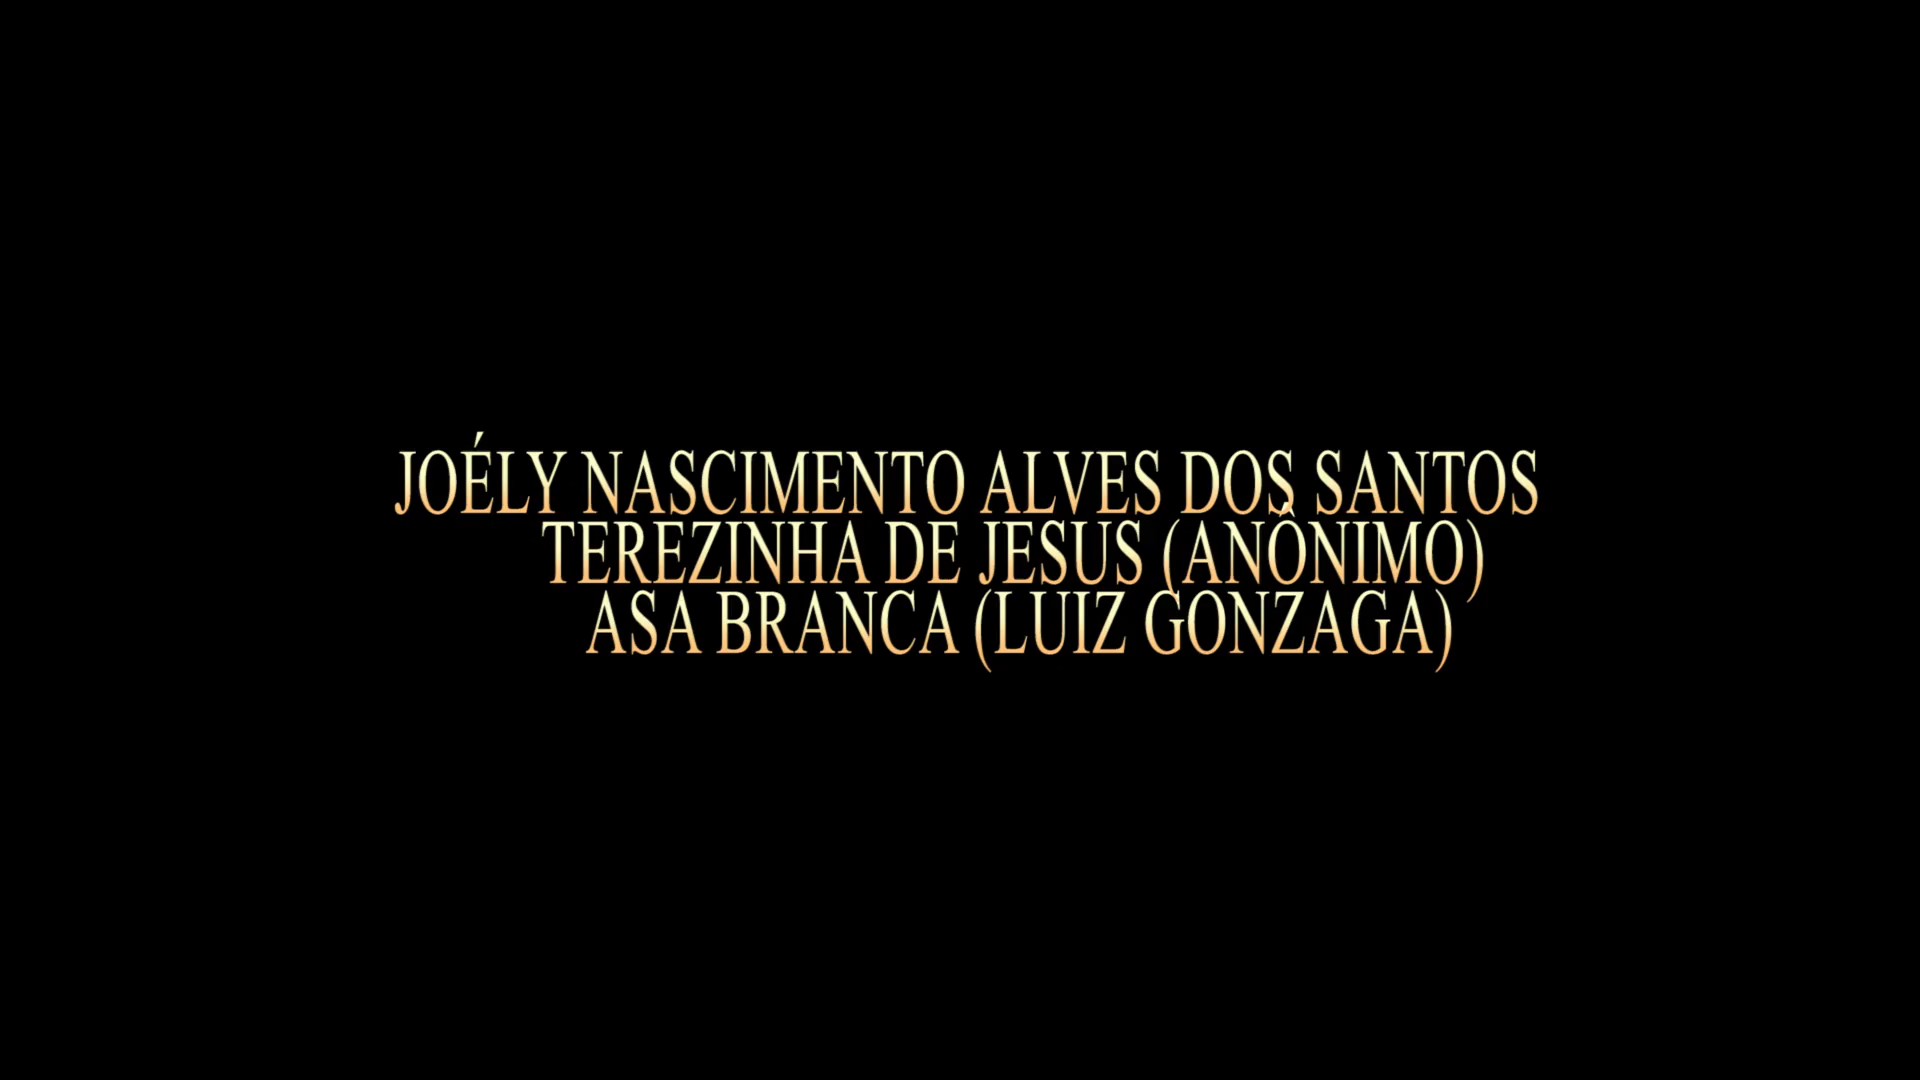 JOÉLY NASCIMENTO ALVES DOS SANTOS
TEREZINHA DE JESUS (ANÔNIMO)
ASA BRANCA (LUIZ GONZAGA)